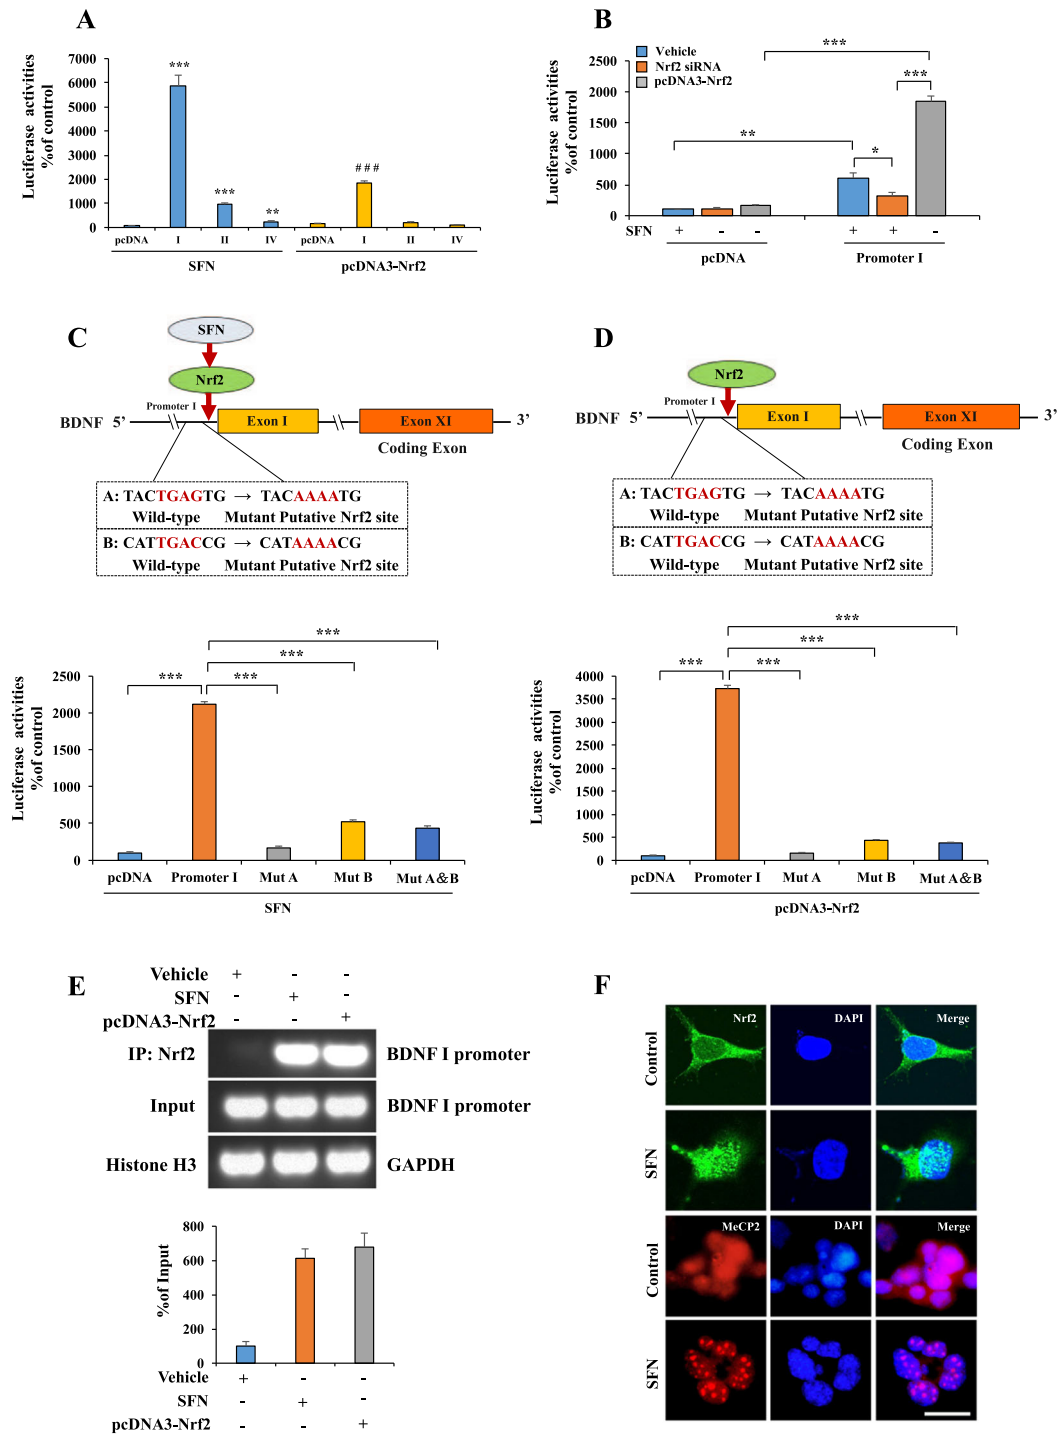 A
Luciferase activities
%of control
7000
6000
5000
4000
3000
2000
1000
0
***
***
**
###
pcDNA I II IV pcDNA I II IV
SFN pcDNA3-Nrf2
B
Vehicle
Nrf2 siRNA
pcDNA3-Nrf2
Luciferase activities
%of control
2500
2000
1500
1000
500
0
***
***
**
*
SFN + - - + + -
pcDNA Promoter I
C
SFN
Nrf2
Promoter I
BDNF 5’ Exon I Exon XI 3’
Coding Exon
A: TACTGAGTG → TACAAAATG
Wild-type Mutant Putative Nrf2 site
B: CATTGACCG → CATAAAACG
Wild-type Mutant Putative Nrf2 site
Luciferase activities
%of control
2500
2000
1500
1000
500
0
***
***
*** ***
pcDNA Promoter I Mut A Mut B Mut A&B
SFN
D
Nrf2
Promoter I
BDNF 5’ Exon I Exon XI 3’
Coding Exon
A: TACTGAGTG → TACAAAATG
Wild-type Mutant Putative Nrf2 site
B: CATTGACCG → CATAAAACG
Wild-type Mutant Putative Nrf2 site
Luciferase activities
%of control
4000
3500
3000
2500
2000
1500
1000
500
0
***
***
*** ***
pcDNA Promoter I Mut A Mut B Mut A&B
pcDNA3-Nrf2
E
Vehicle + - -
SFN - + -
pcDNA3-Nrf2 - - +
IP: Nrf2 BDNF I promoter
Input BDNF I promoter
Histone H3 GAPDH
%of Input
800
600
400
200
0
Vehicle + - -
SFN - + -
pcDNA3-Nrf2 - - +
F
Control Nrf2 DAPI Merge
SFN
Control MeCP2 DAPI Merge
SFN